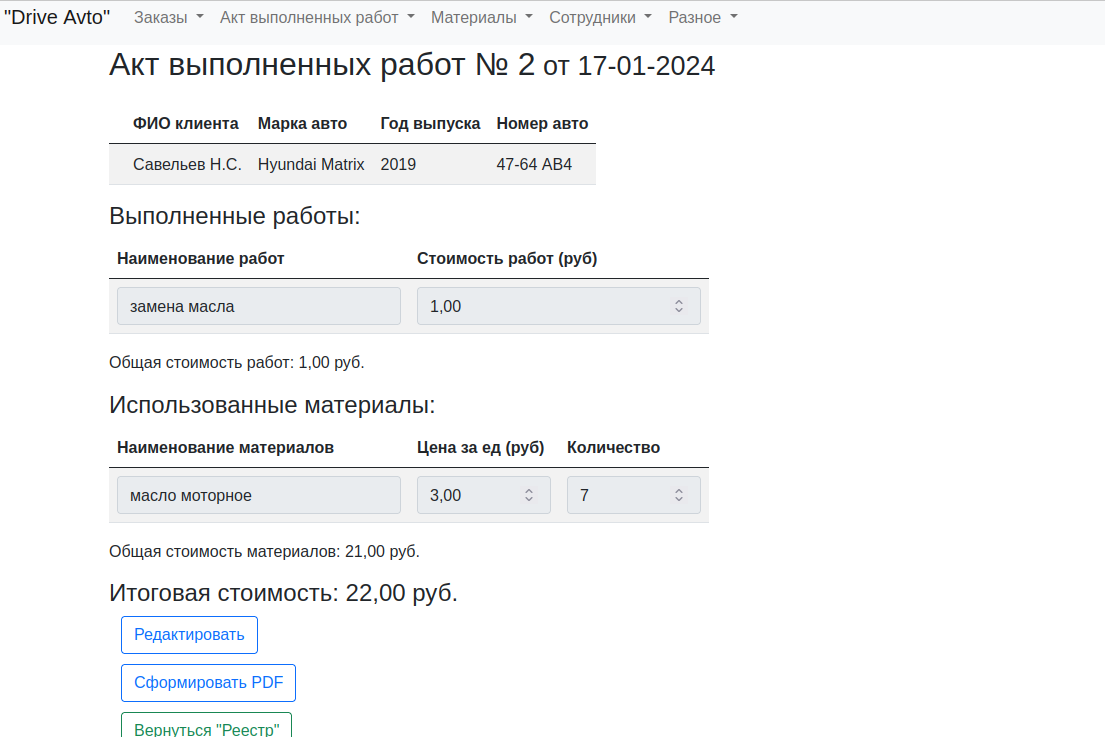 "Drive Avto" Заказы Акт выполненных работ Материалы Сотрудники Разное
Акт выполненных работ № 2 от 17-01-2024
ФИО клиента Марка авто Год выпуска Номер авто
Савельев Н.С. Hyundai Matrix 2019 47-64 АВ4
Выполненные работы:
Наименование работ Стоимость работ (руб)
замена масла 1,00
Общая стоимость работ: 1,00 руб.
Использованные материалы:
Наименование материалов Цена за ед (руб) Количество
масло моторное 3,00 7
Общая стоимость материалов: 21,00 руб.
Итоговая стоимость: 22,00 руб.
Редактировать
Сформировать PDF
Вернуться "Реестр"